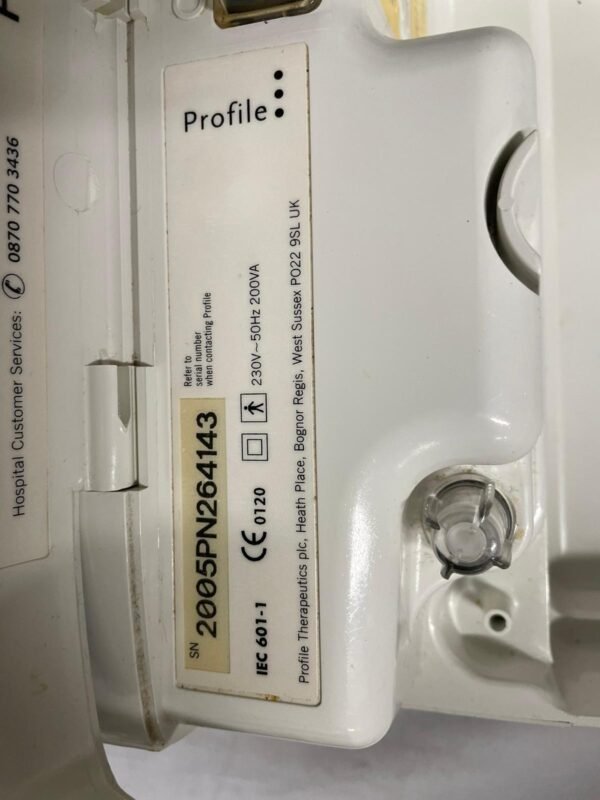 Hospital Customer Services: 0870 770 3436
Profile
Refer to
serial number
when contacting Profile
SN 2005PN264143
230V~50Hz 200VA
IEC 601-1 CE 0120
Profile Therapeutics plc, Heath Place, Bognor Regis, West Sussex PO22 9SL UK